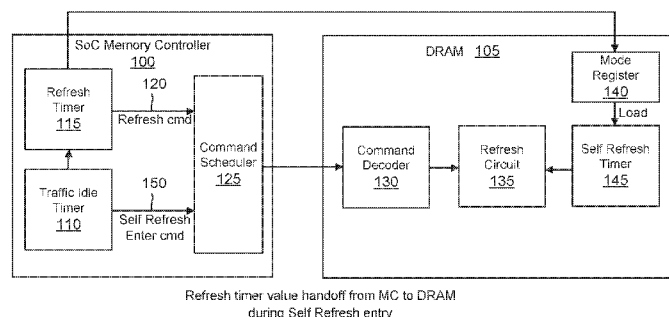 SoC Memory Controller
100
Refresh
Timer
115
120
Refresh cmd
Traffic Idle
Timer
110
150
Self Refresh
Enter cmd
Command
Scheduler
125
DRAM 105
Mode
Register
140
Load
Command
Decoder
130
Refresh
Circuit
135
Self Refresh
Timer
145
Refresh timer value handoff from MC to DRAM
during Self Refresh entry